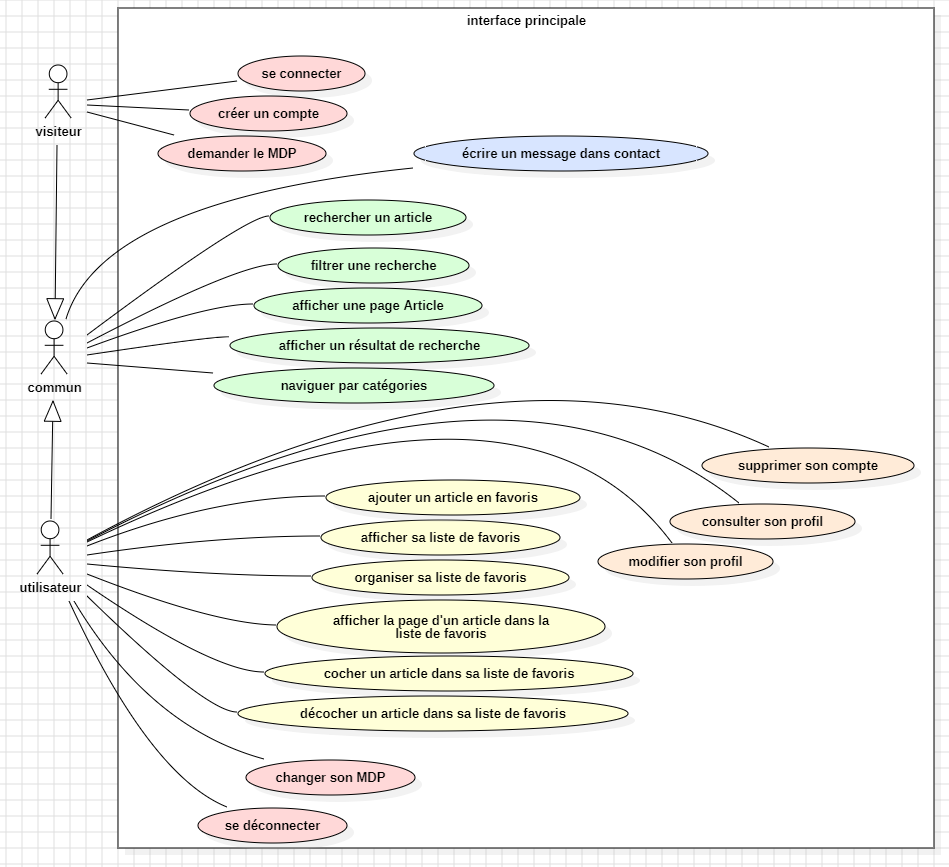 interface principale
se connecter
créer un compte
visiteur
demander le MDP
écrire un message dans contact
rechercher un article
filtrer une recherche
afficher une page Article
afficher un résultat de recherche
commun
naviguer par catégories
supprimer son compte
ajouter un article en favoris
consulter son profil
afficher sa liste de favoris
modifier son profil
organiser sa liste de favoris
utilisateur
afficher la page d'un article dans la
liste de favoris
cocher un article dans sa liste de favoris
décocher un article dans sa liste de favoris
changer son MDP
se déconnecter